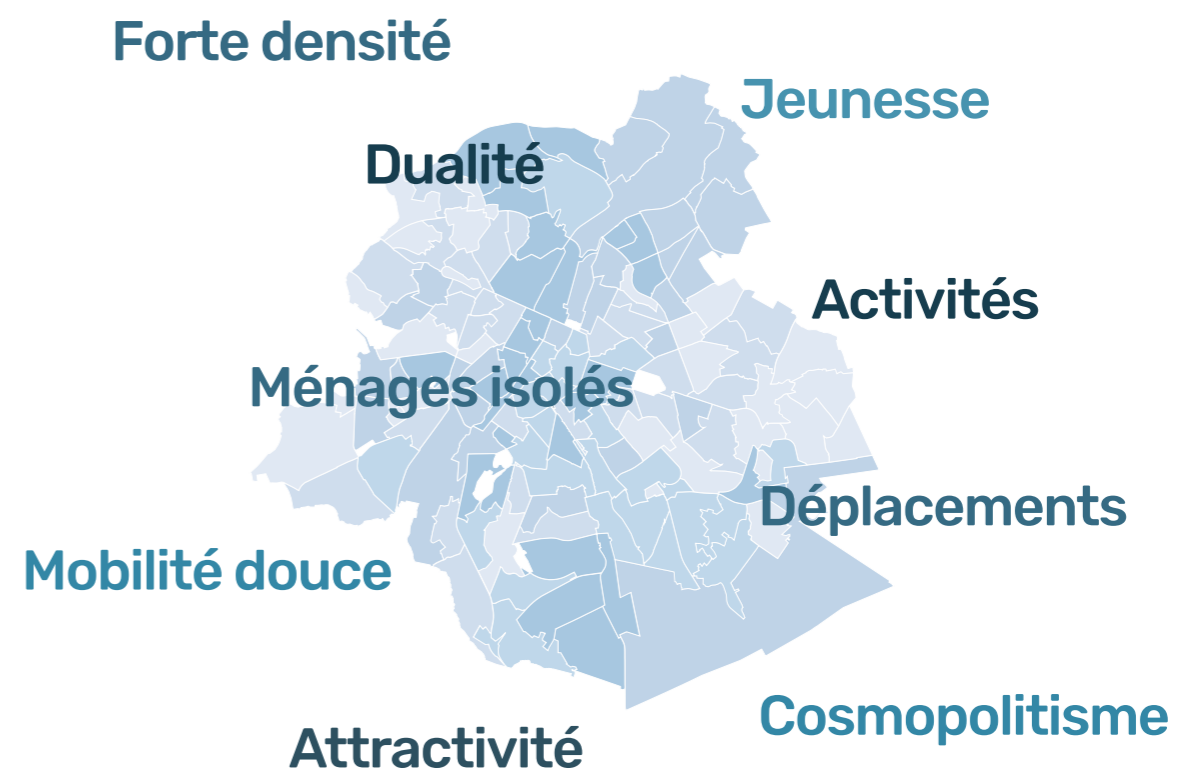 Forte densité
Jeunesse
Dualité
Activités
Ménages isolés
Déplacements
Mobilité douce
Cosmopolitisme
Attractivité